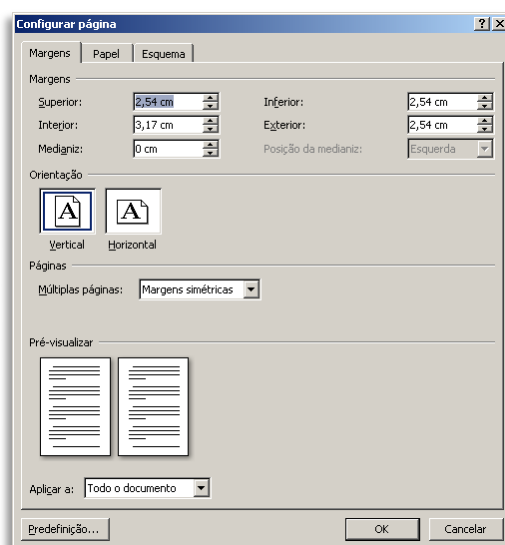 Configurar página
Margens Papel Esquema
Margens
Superior: 2,54 cm Inferior: 2,54 cm
Interior: 3,17 cm Exterior: 2,54 cm
Medianiz: 0 cm Posição da medianiz: Esquerda
Orientação
A A
Vertical Horizontal
Páginas
Múltiplas páginas: Margens simétricas
Pré-visualizar
Aplicar a: Todo o documento
Predefinição... OK Cancelar